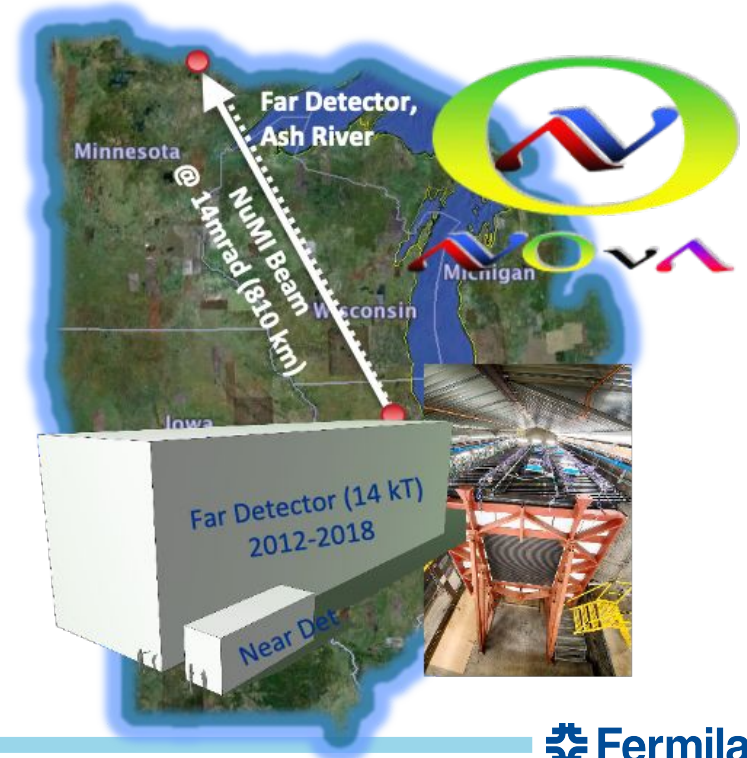 Far Detector,
Ash River
Minnesota
NuMI Beam
@ 14mrad (810 km)
Wisconsin
Michigan
NOvA
Iowa
Far Detector (14 kT)
2012-2018
Near Det
Fermila